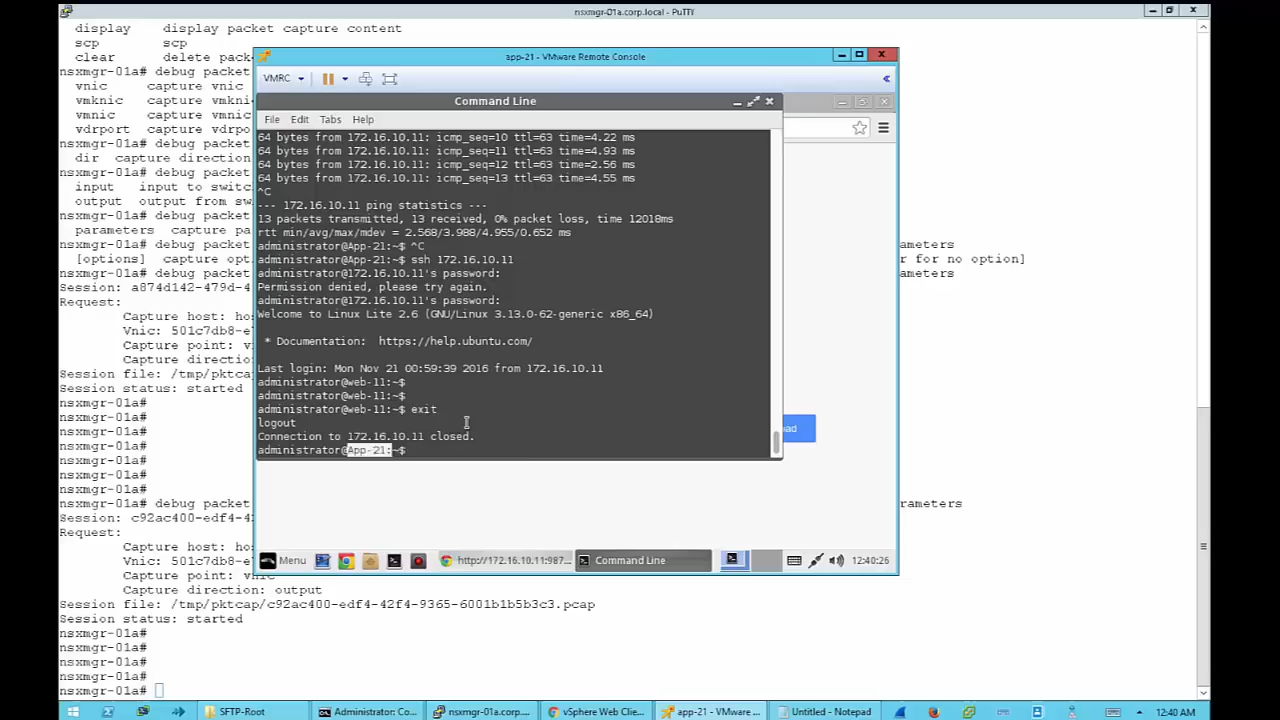 nsxmgr-01a.corp.local - PuTTY
display display packet capture content
scp scp
clear delete pack
nsxmgr-01a# debug packet
vnic capture vnic
vmknic capture vmkni
vmnic capture vmnic
vdrport capture vdrpo
nsxmgr-01a# debug packet
dir capture direction
nsxmgr-01a# debug packet
input input to switc
output output from sw
nsxmgr-01a# debug packet
parameters capture pa
nsxmgr-01a# debug packet ameters
[options] capture opt r for no option]
nsxmgr-01a# debug packet ameters
Session: a874d142-479d-4
Request:
Capture host: ho
Vnic: 501c7db8-e
Capture point: v
Capture direction
Session file: /tmp/pktca
Session status: started
nsxmgr-01a#
nsxmgr-01a#
nsxmgr-01a#
nsxmgr-01a#
nsxmgr-01a#
nsxmgr-01a#
nsxmgr-01a#
nsxmgr-01a# debug packet arameters
Session: c92ac400-edf4-42
Request:
Capture host: ho
Vnic: 501c7db8-e
Capture point: vnic
Capture direction: output
Session file: /tmp/pktcap/c92ac400-edf4-42f4-9365-6001b1b5b3c3.pcap
Session status: started
nsxmgr-01a#
nsxmgr-01a#
nsxmgr-01a#
nsxmgr-01a#
nsxmgr-01a#
app-21 - VMware Remote Console
VMRC
Command Line
File Edit Tabs Help
64 bytes from 172.16.10.11: icmp_seq=10 ttl=63 time=4.22 ms
64 bytes from 172.16.10.11: icmp_seq=11 ttl=63 time=4.93 ms
64 bytes from 172.16.10.11: icmp_seq=12 ttl=63 time=2.56 ms
64 bytes from 172.16.10.11: icmp_seq=13 ttl=63 time=4.55 ms
^C
--- 172.16.10.11 ping statistics ---
13 packets transmitted, 13 received, 0% packet loss, time 12018ms
rtt min/avg/max/mdev = 2.568/3.988/4.955/0.652 ms
administrator@App-21:~$ ^C
administrator@App-21:~$ ssh 172.16.10.11
administrator@172.16.10.11's password:
Permission denied, please try again.
administrator@172.16.10.11's password:
Welcome to Linux Lite 2.6 (GNU/Linux 3.13.0-62-generic x86_64)
* Documentation: https://help.ubuntu.com/
Last login: Mon Nov 21 00:59:39 2016 from 172.16.10.11
administrator@web-11:~$
administrator@web-11:~$
administrator@web-11:~$ exit
logout
Connection to 172.16.10.11 closed.
administrator@App-21:~$
ad
Menu http://172.16.10.11:987... Command Line 12:40:26
SFTP-Root Administrator: Co... nsxmgr-01a.corp.... vSphere Web Clie... app-21 - VMware ... Untitled - Notepad 12:40 AM